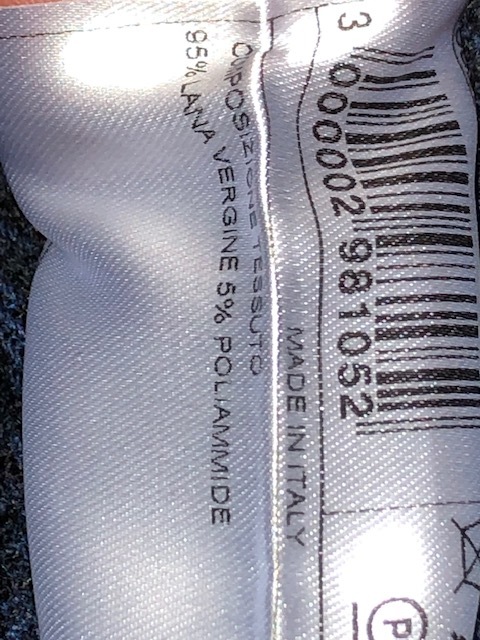 3 000002 981052
MADE IN ITALY
COMPOSIZIONE TESSUTO
95% LANA VERGINE 5% POLIAMMIDE
P